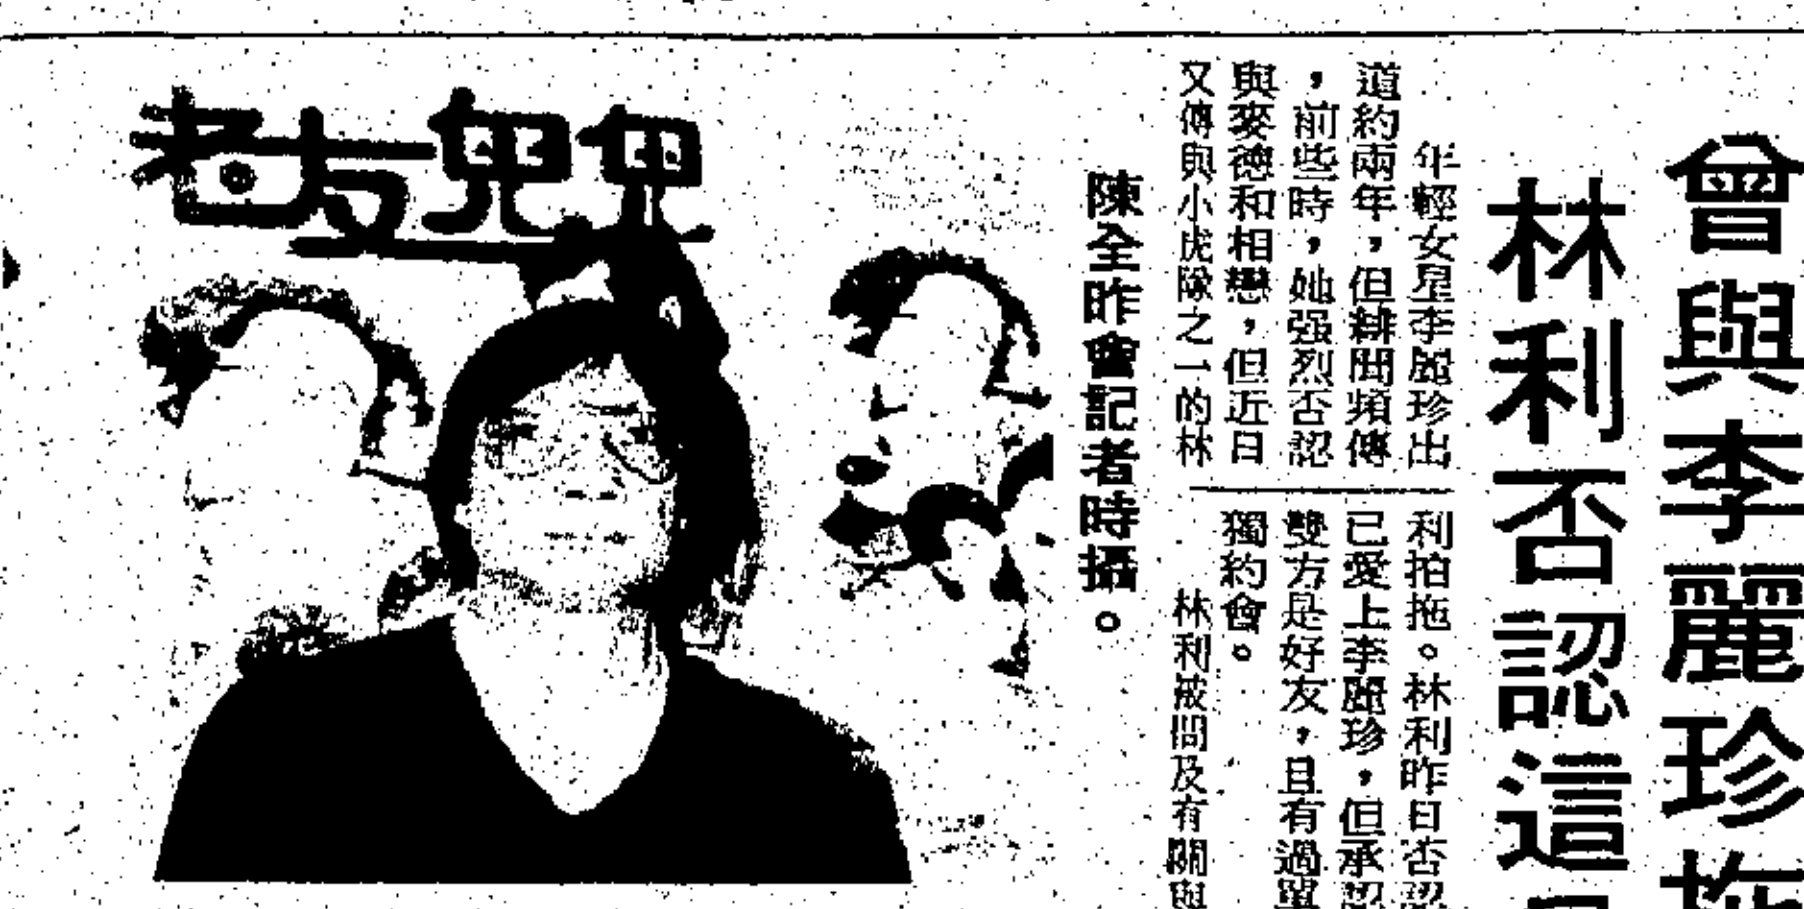 曾與李麗珍拖
林利否認這
年輕女星李麗珍出
道約兩年，但緋聞頻傳
，前些時，她强烈否認
與麥德和相戀，但近日
又傳與小虎隊之一的林
利拍拖。林利昨日否認
已愛上李麗珍，但承認
雙方是好友，且有過單
獨約會。
林利被問及有關與
陳全昨會記者時攝。
老友鬼鬼